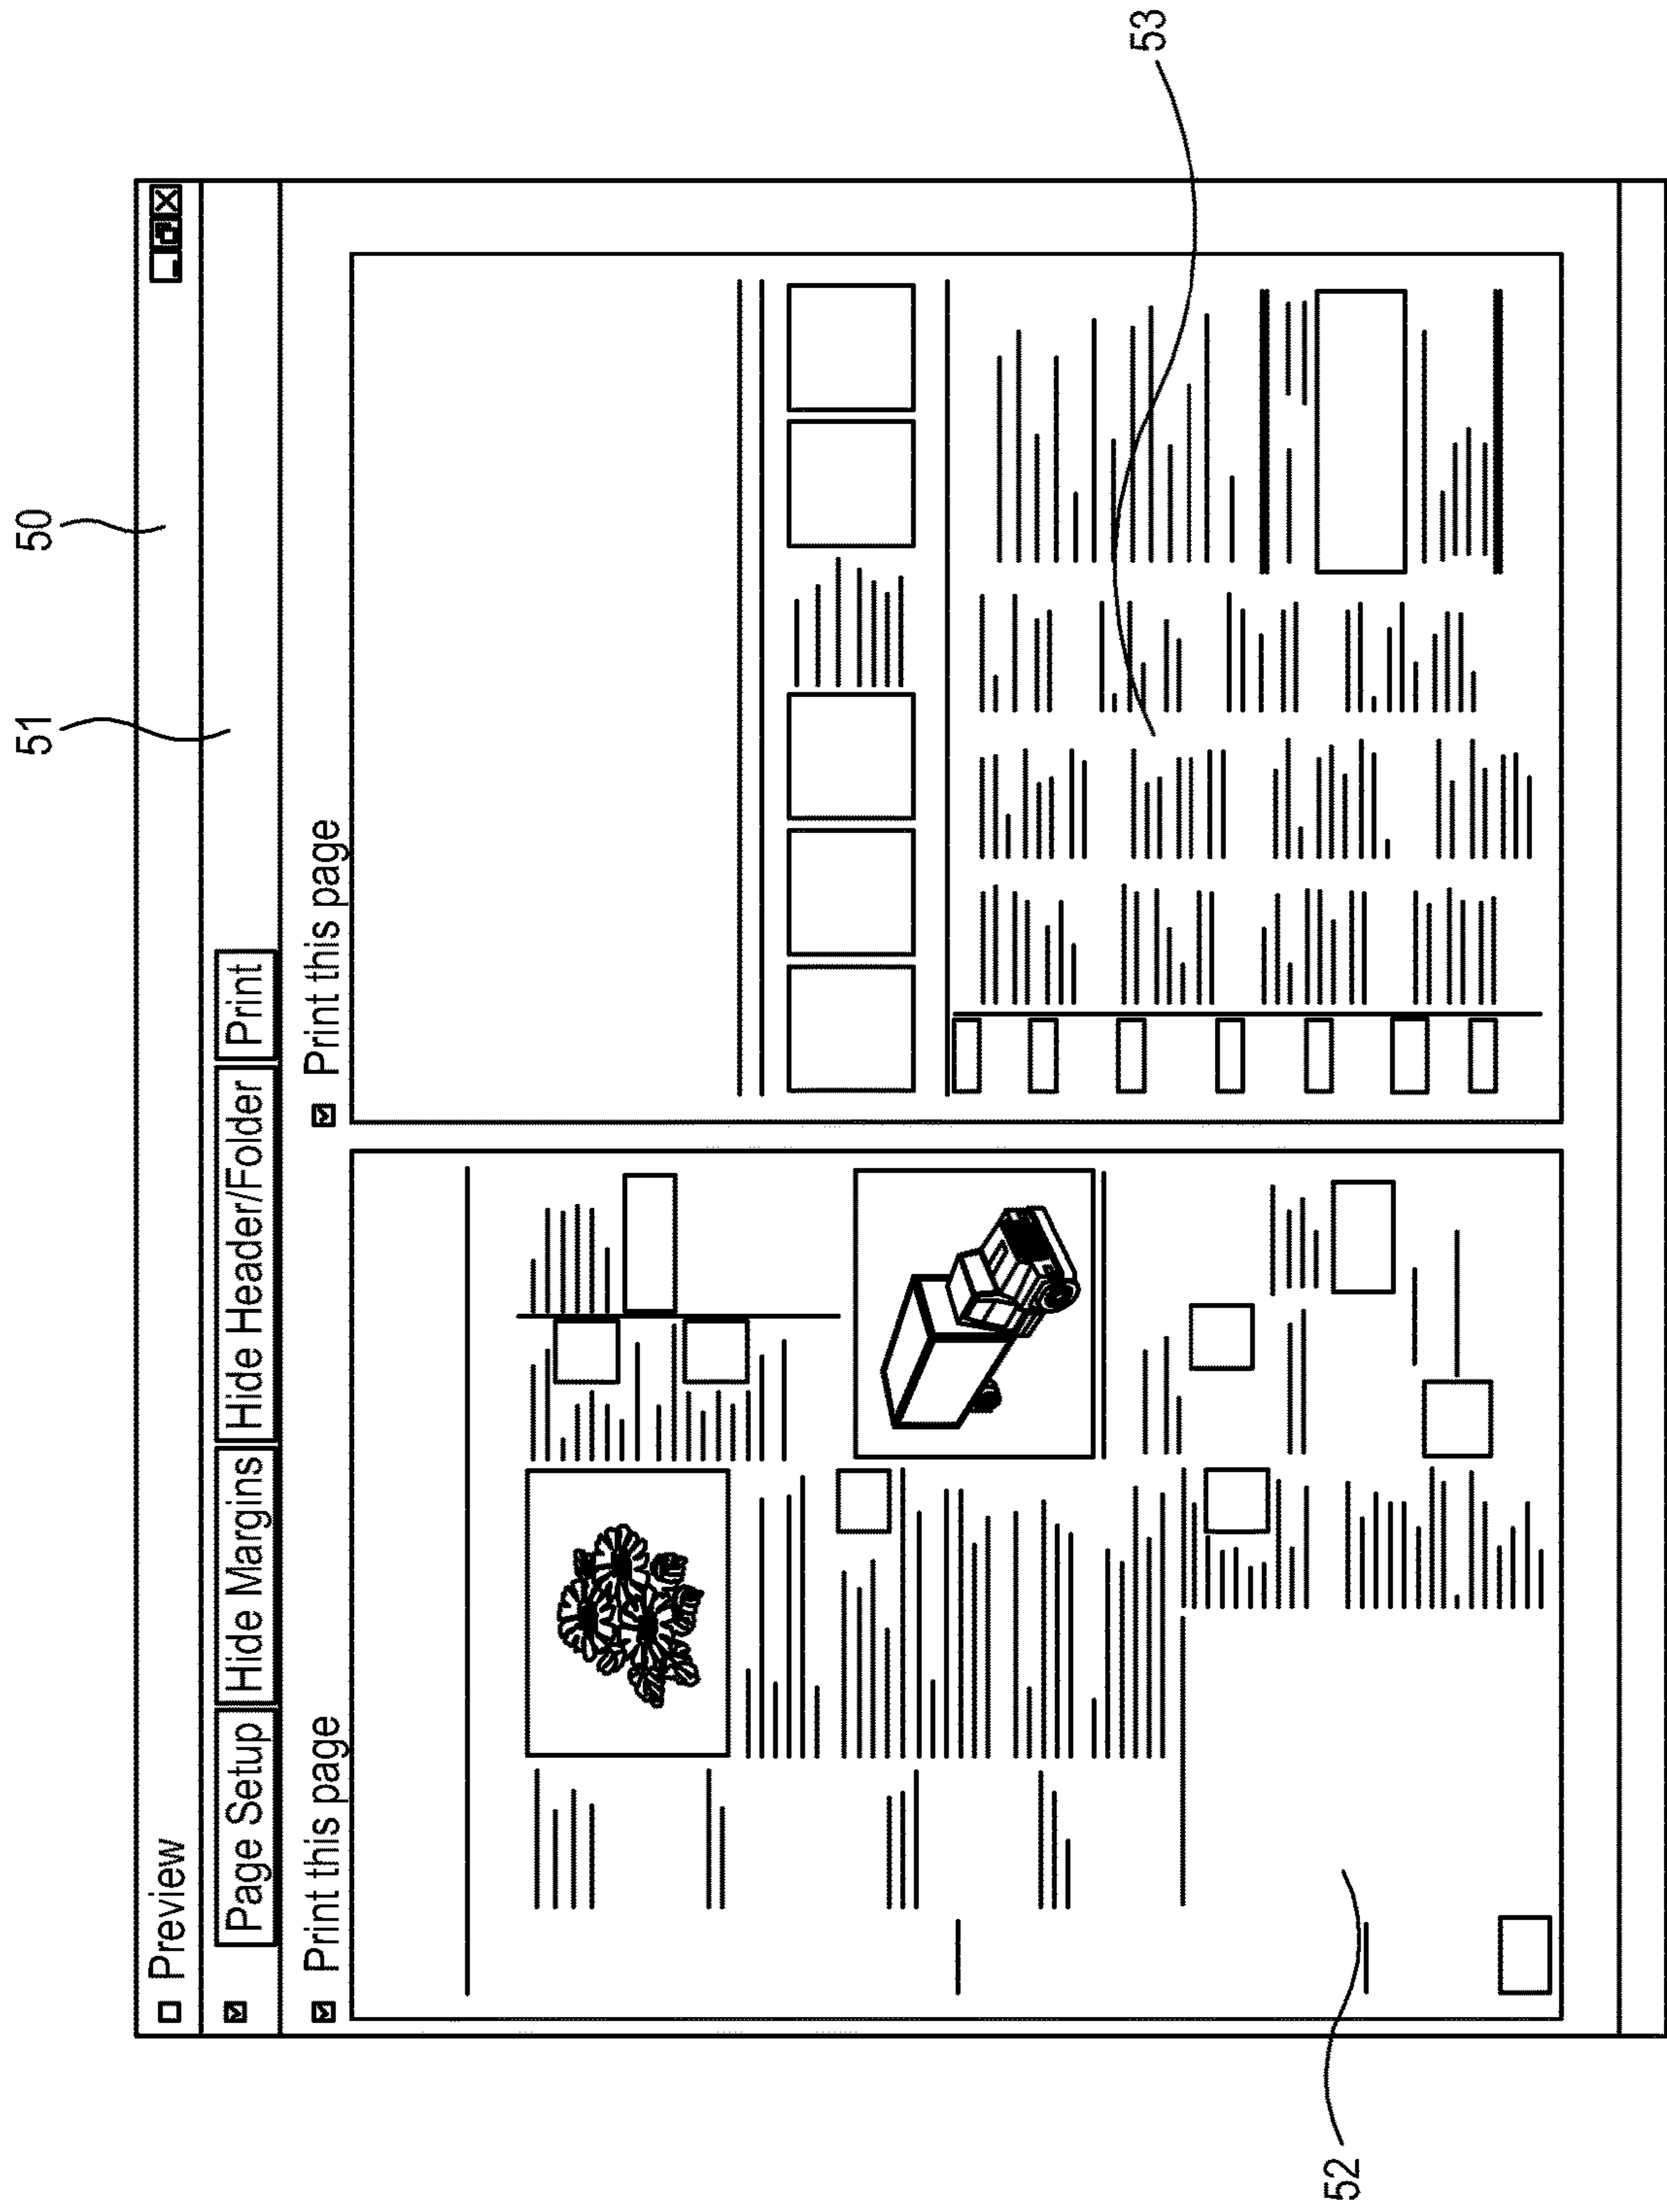 50
51
Preview
Page Setup Hide Margins Hide Header/Folder Print
Print this page Print this page
52
53